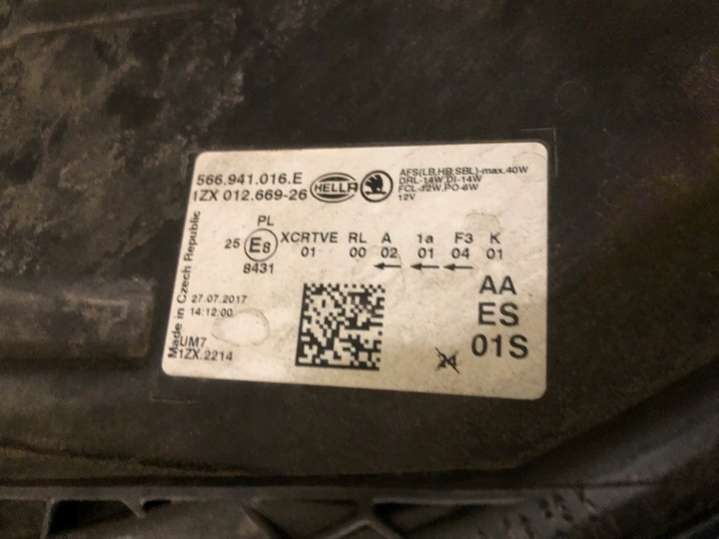 566.941.016.E
1ZX 012.669-26
HELLA
AFS(LB,HB,SBL)-max.40W
DRL-14W,DI-14W
FCL-32W,PO-6W
12V
PL
25 E8 XCRTVE RL A 1a F3 K
8431 01 00 02 01 04 01
Made in Czech Republic
27.07.2017
14:12:00
UM7
1ZX.2214
AA
ES
01S